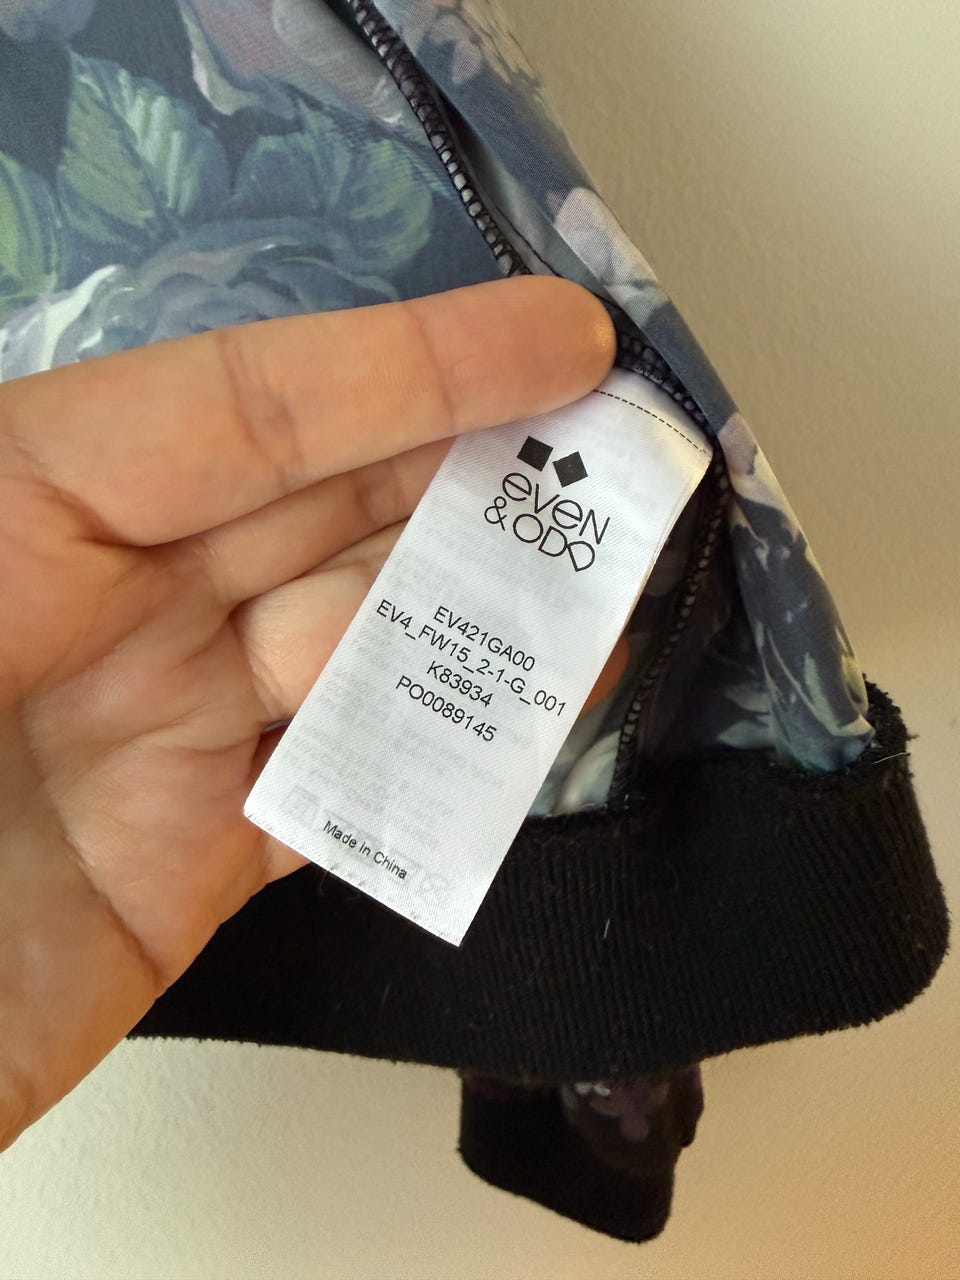 even
& ODD
EV421GA00
EV4_FW15_2-1-G_001
K83934
PO0089145
Made in China